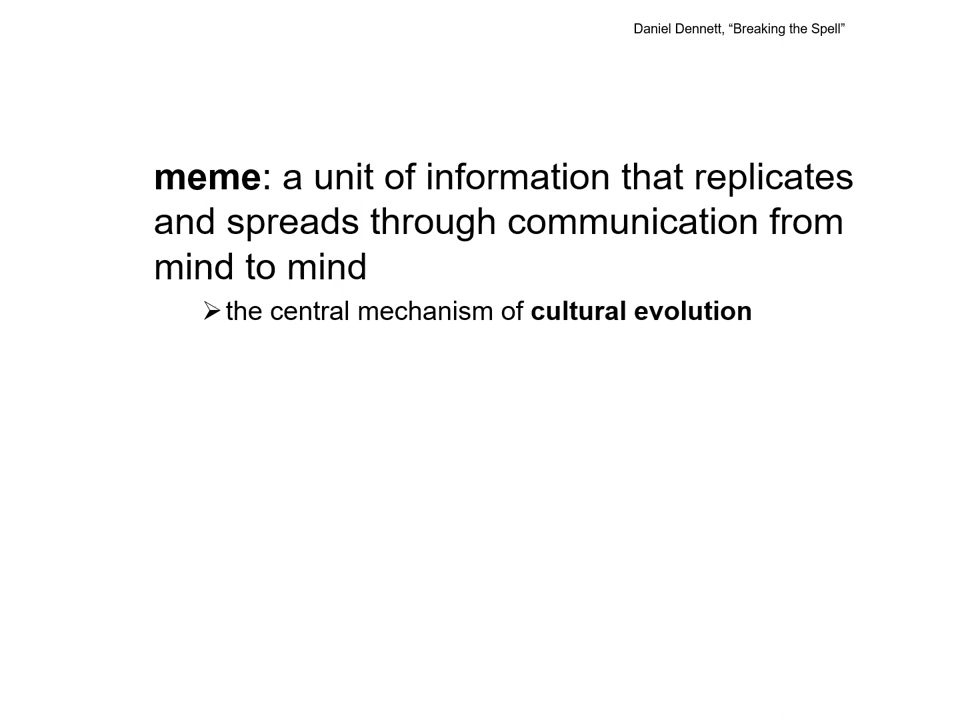 Daniel Dennett, “Breaking the Spell”
meme: a unit of information that replicates
and spreads through communication from
mind to mind
➢ the central mechanism of cultural evolution